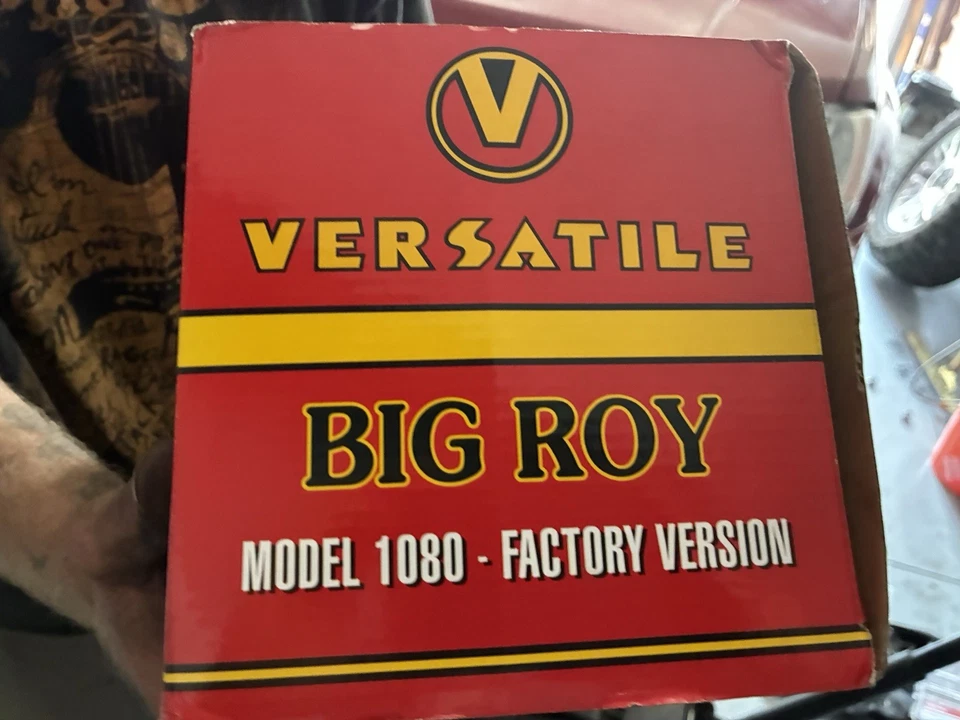 V
VERSATILE
BIG ROY
MODEL 1080 - FACTORY VERSION